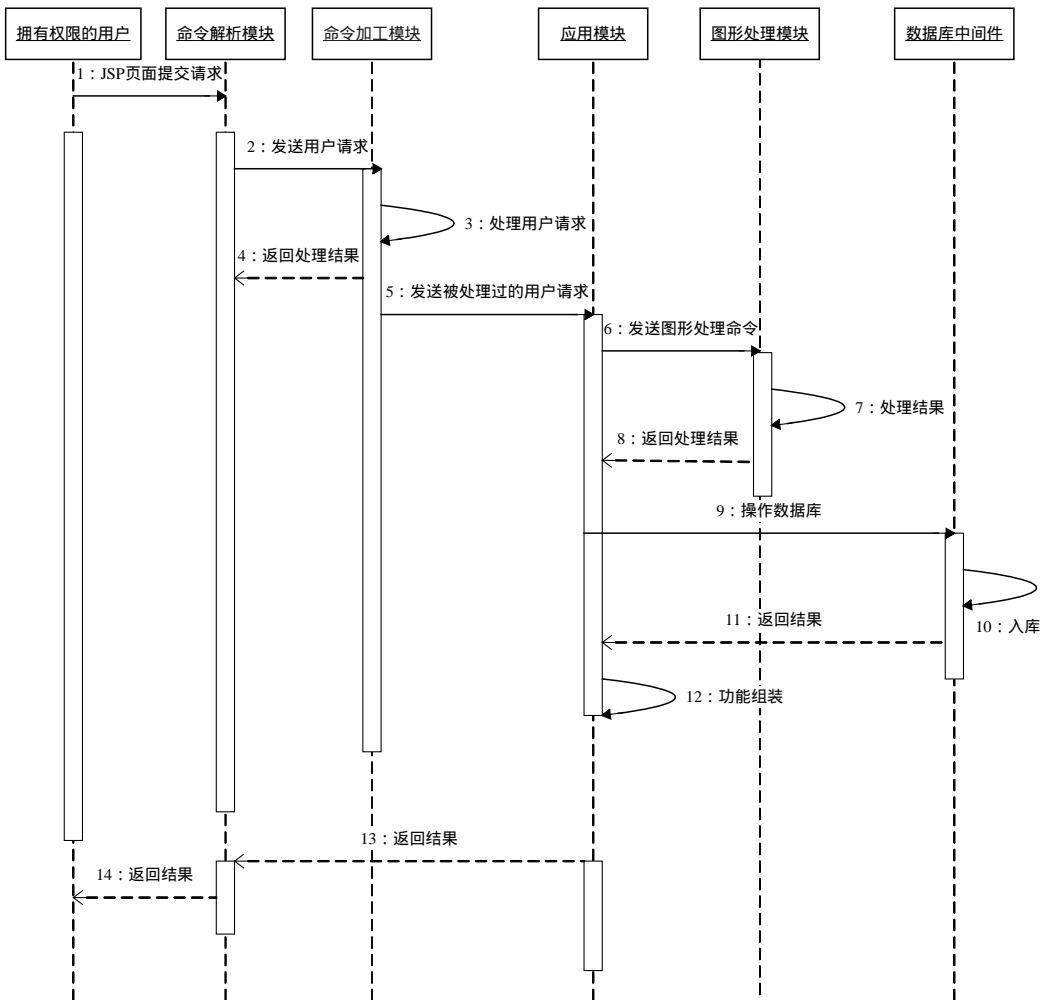 拥有权限的用户
命令解析模块
命令加工模块
应用模块
图形处理模块
数据库中间件
1：JSP页面提交请求
2：发送用户请求
3：处理用户请求
4：返回处理结果
5：发送被处理过的用户请求
6：发送图形处理命令
7：处理结果
8：返回处理结果
9：操作数据库
10：入库
11：返回结果
12：功能组装
13：返回结果
14：返回结果